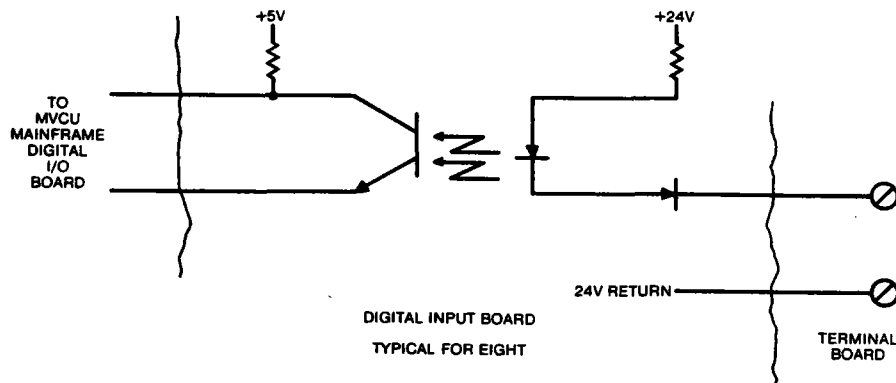 +5V
+24V
TO
MVCU
MAINFRAME
DIGITAL
I/O
BOARD
24V RETURN
DIGITAL INPUT BOARD
TYPICAL FOR EIGHT
TERMINAL
BOARD